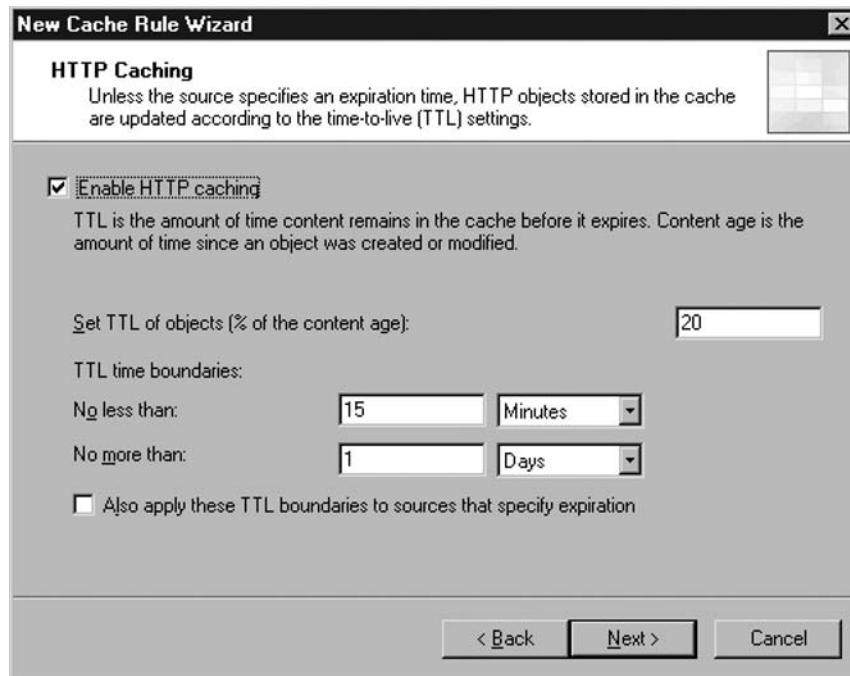 New Cache Rule Wizard
HTTP Caching
Unless the source specifies an expiration time, HTTP objects stored in the cache
are updated according to the time-to-live (TTL) settings.
Enable HTTP caching
TTL is the amount of time content remains in the cache before it expires. Content age is the
amount of time since an object was created or modified.
Set TTL of objects (% of the content age): 20
TTL time boundaries:
No less than: 15 Minutes
No more than: 1 Days
Also apply these TTL boundaries to sources that specify expiration
< Back Next > Cancel